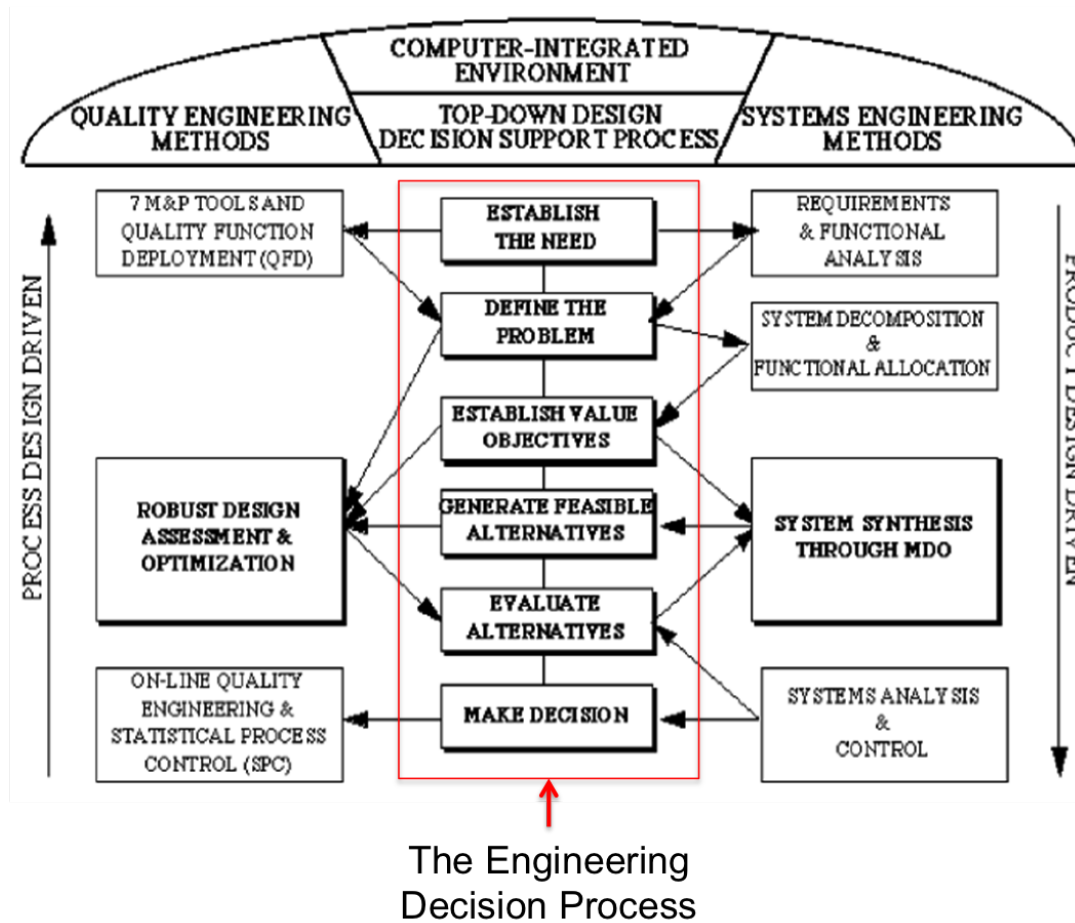 COMPUTER-INTEGRATED
ENVIRONMENT
QUALITY ENGINEERING
METHODS
TOP-DOWN DESIGN
DECISION SUPPORT PROCESS
SYSTEMS ENGINEERING
METHODS
PROCESS DESIGN DRIVEN
7 M&P TOOLS AND
QUALITY FUNCTION
DEPLOYMENT (QFD)
ESTABLISH
THE NEED
REQUIREMENTS
& FUNCTIONAL
ANALYSIS
DEFINE THE
PROBLEM
SYSTEM DECOMPOSITION
&
FUNCTIONAL ALLOCATION
ESTABLISH VALUE
OBJECTIVES
ROBUST DESIGN
ASSESSMENT &
OPTIMIZATION
GENERATE FEASIBLE
ALTERNATIVES
SYSTEM SYNTHESIS
THROUGH MDO
EVALUATE
ALTERNATIVES
ON-LINE QUALITY
ENGINEERING &
STATISTICAL PROCESS
CONTROL (SPC)
MAKE DECISION
SYSTEMS ANALYSIS
&
CONTROL
PRODUCT DESIGN DRIVEN
The Engineering
Decision Process